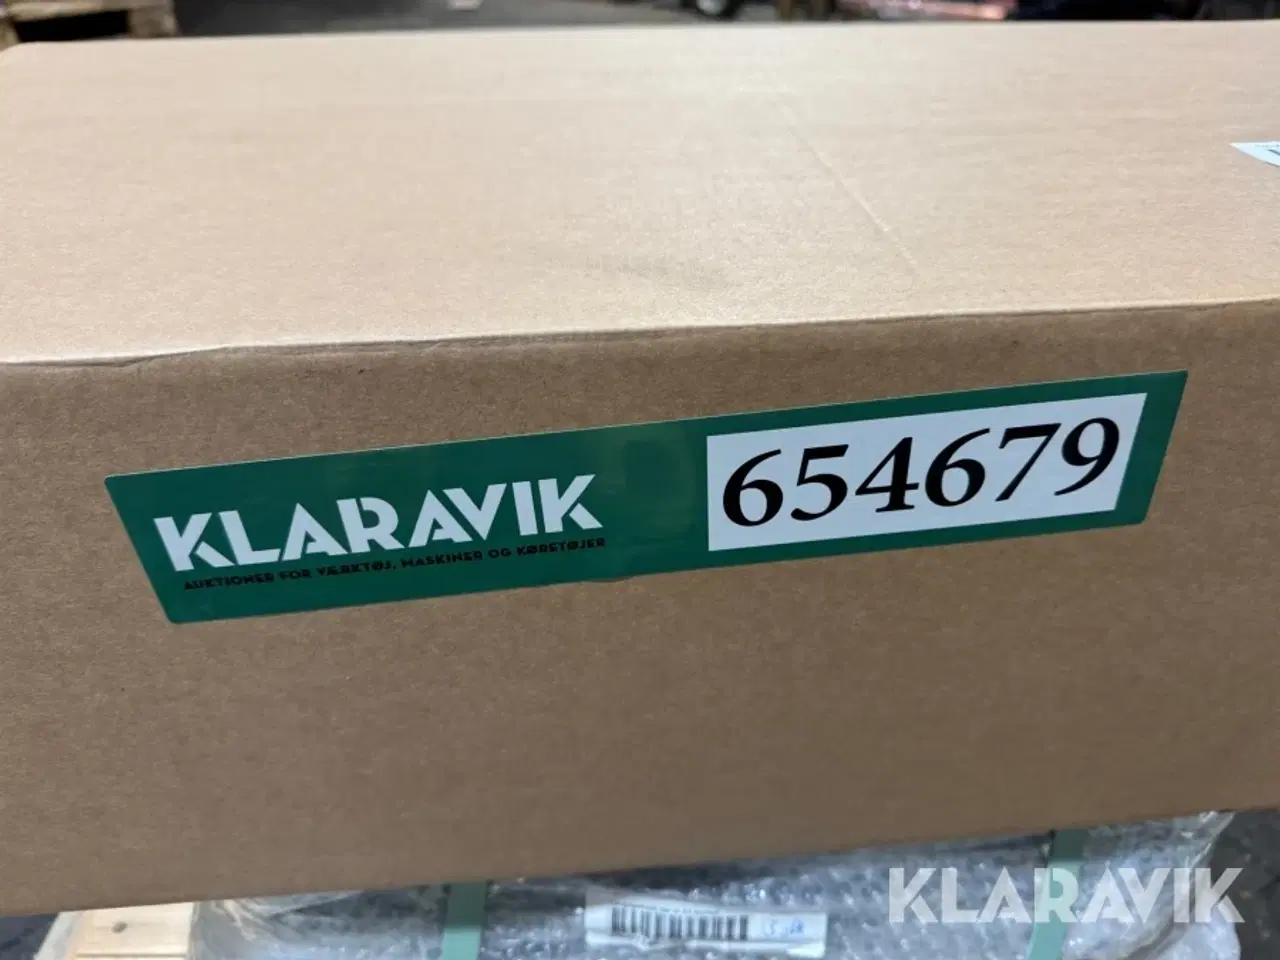 KLARAVIK
AUKTIONER FOR VÆRKTØJ, MASKINER OG KØRETØJER
654679
KLARAVIK